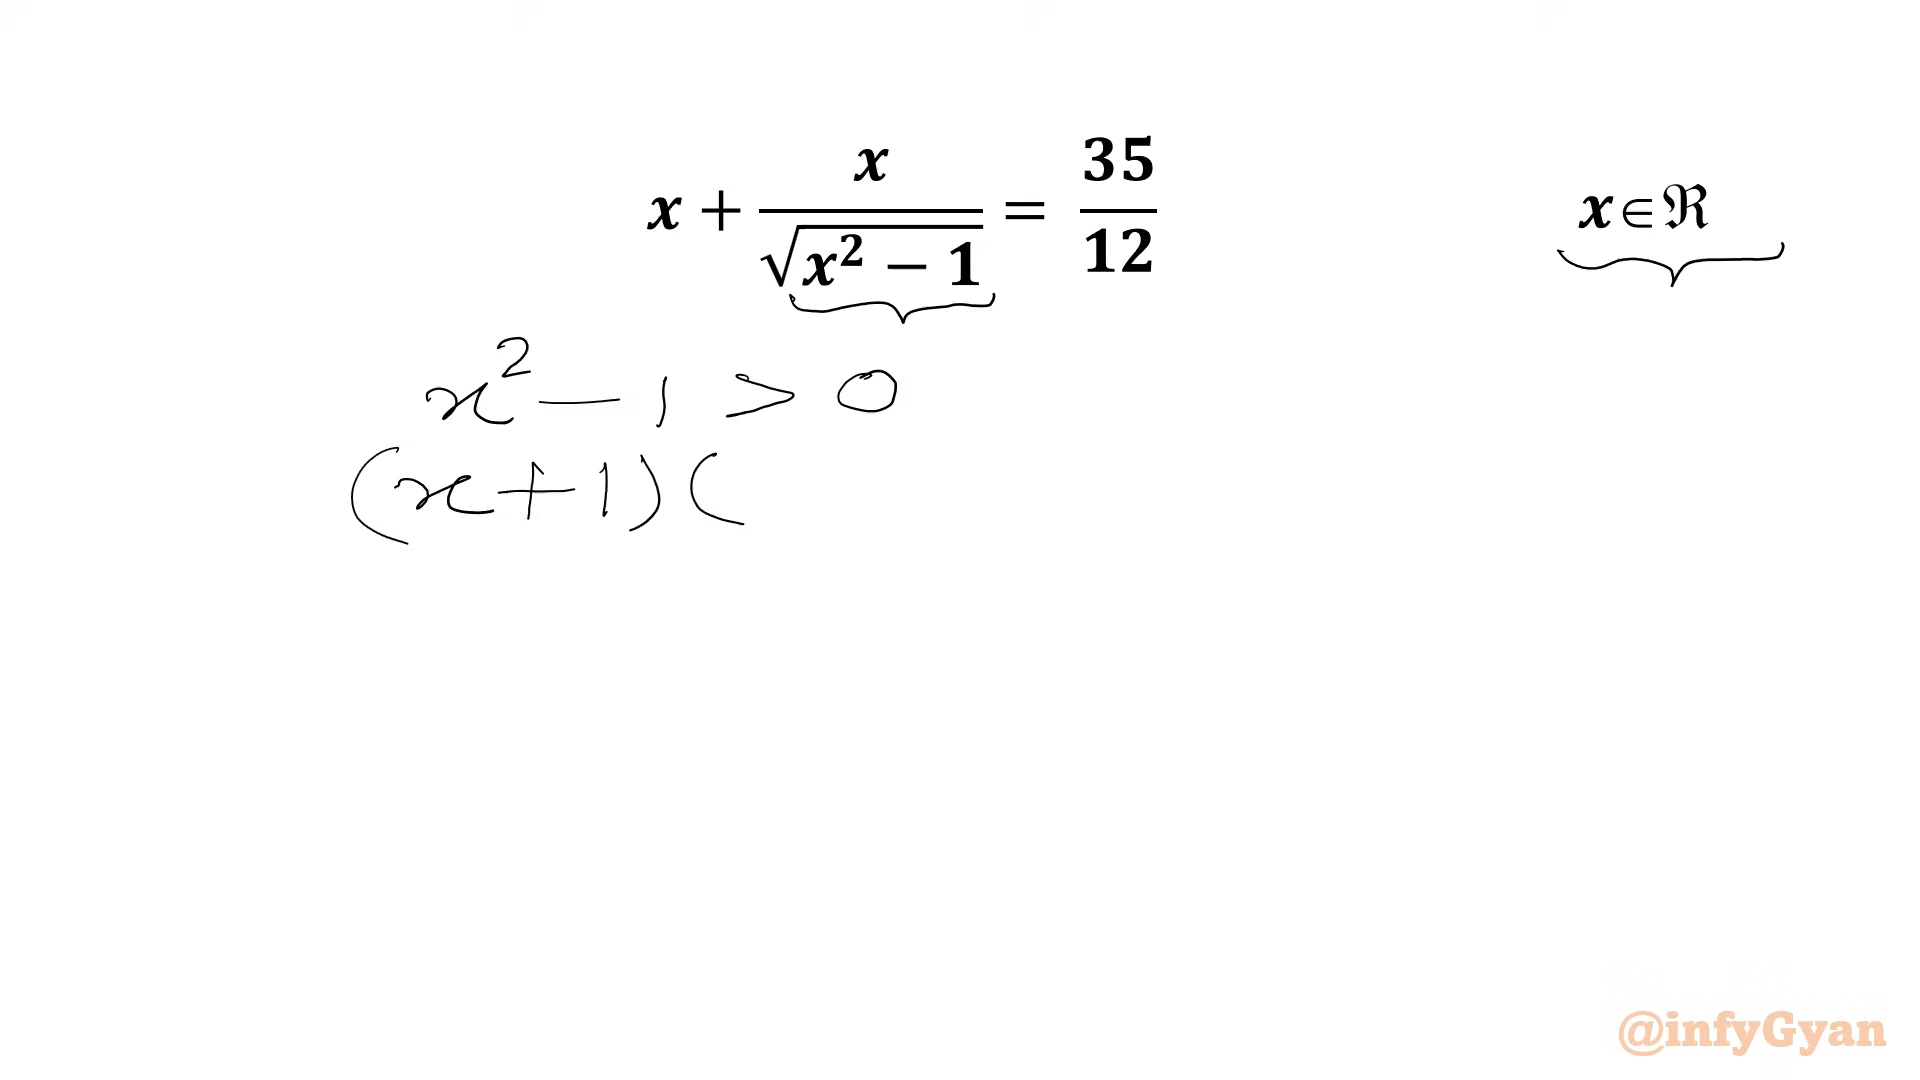 x + x/√(x² − 1) = 35/12
x ∈ ℜ
x² − 1 > 0
(x + 1) (
@infyGyan